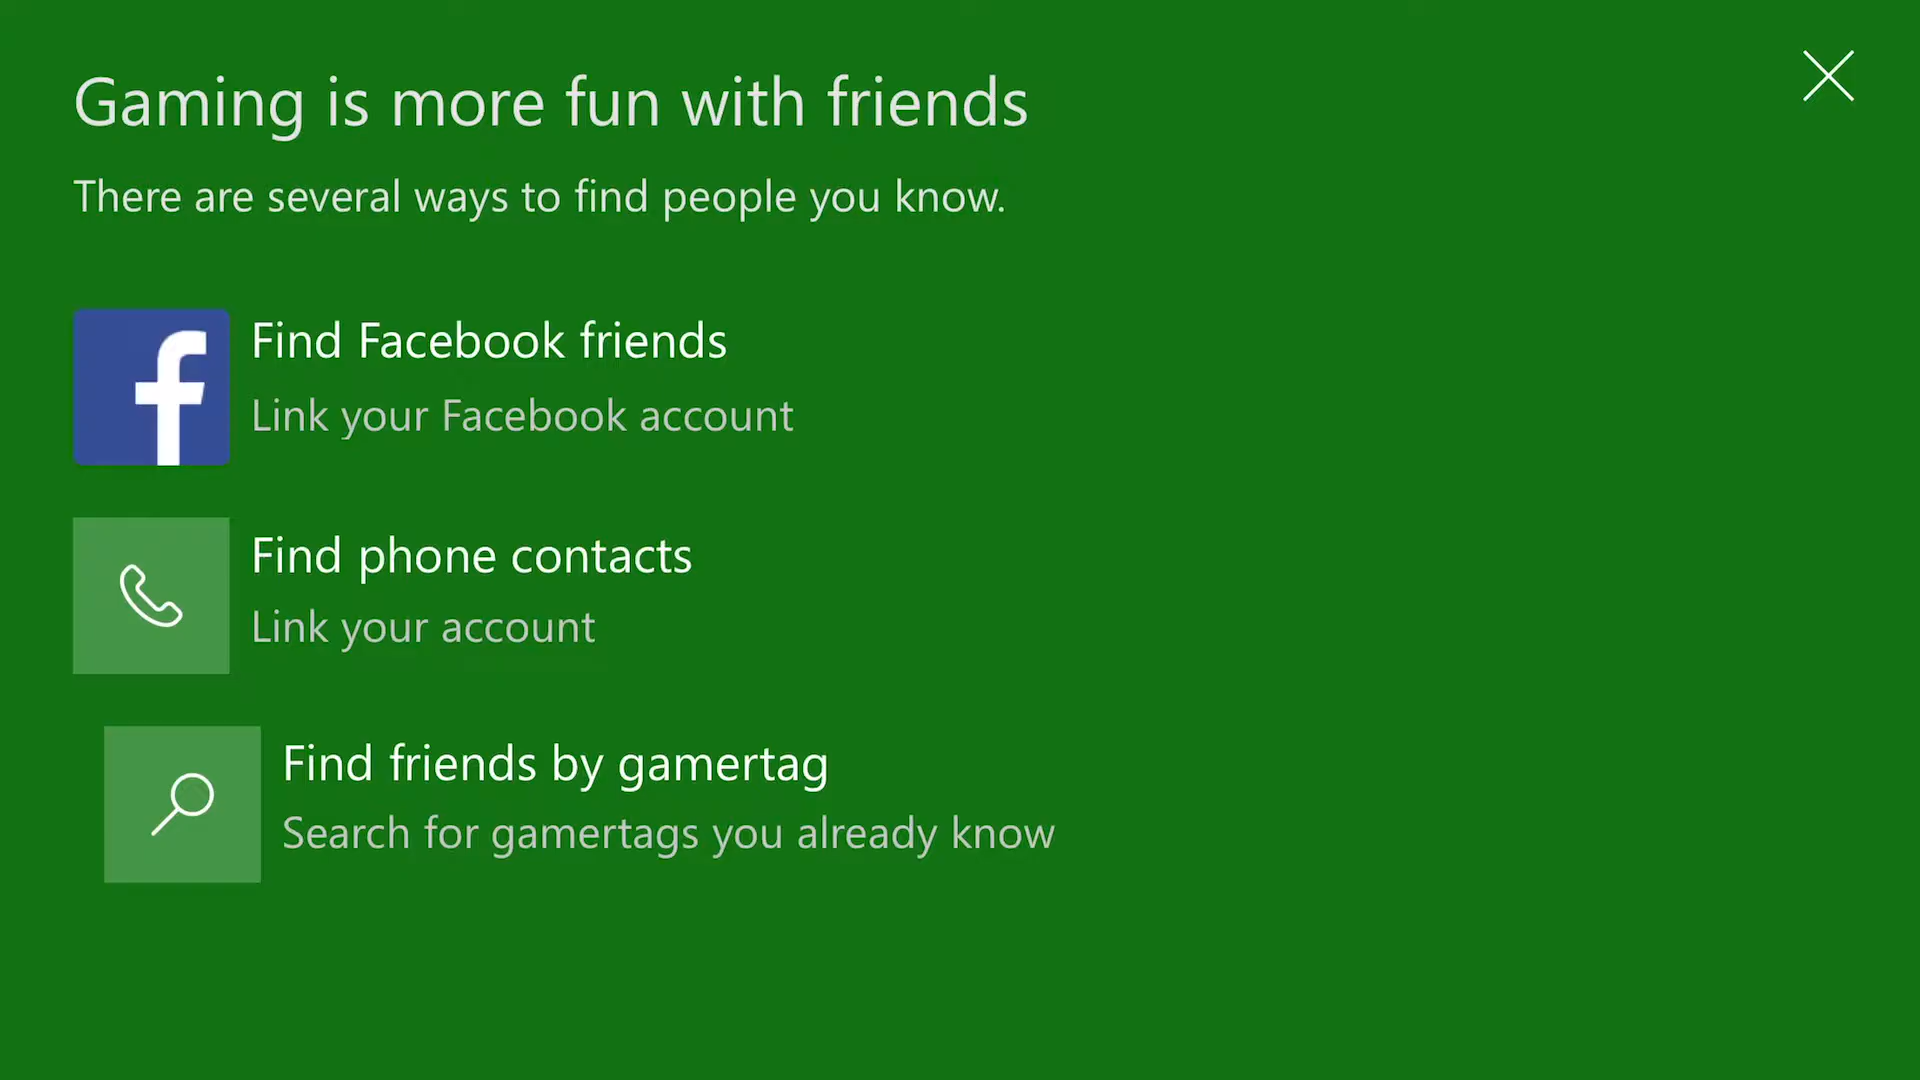 Gaming is more fun with friends
There are several ways to find people you know.
Find Facebook friends
Link your Facebook account
Find phone contacts
Link your account
Find friends by gamertag
Search for gamertags you already know